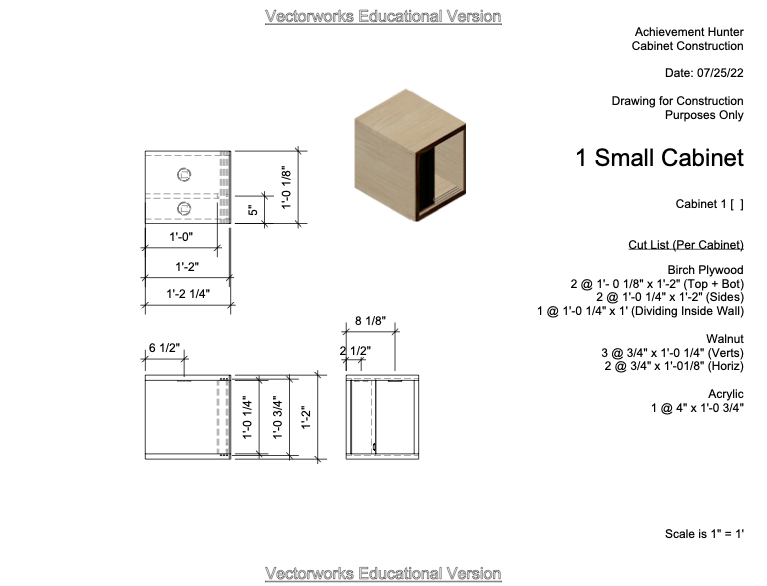 Vectorworks Educational Version
Achievement Hunter
Cabinet Construction
Date: 07/25/22
Drawing for Construction
Purposes Only
1 Small Cabinet
Cabinet 1 [  ]
Cut List (Per Cabinet)
Birch Plywood
2 @ 1'- 0 1/8" x 1'-2" (Top + Bot)
2 @ 1'-0 1/4" x 1'-2" (Sides)
1 @ 1'-0 1/4" x 1' (Dividing Inside Wall)
Walnut
3 @ 3/4" x 1'-0 1/4" (Verts)
2 @ 3/4" x 1'-01/8" (Horiz)
Acrylic
1 @ 4" x 1'-0 3/4"
5"
1'-0 1/8"
1'-0"
1'-2"
1'-2 1/4"
6 1/2"
1'-0 1/4"
1'-0 3/4"
1'-2"
8 1/8"
2 1/2"
Scale is 1" = 1'
Vectorworks Educational Version